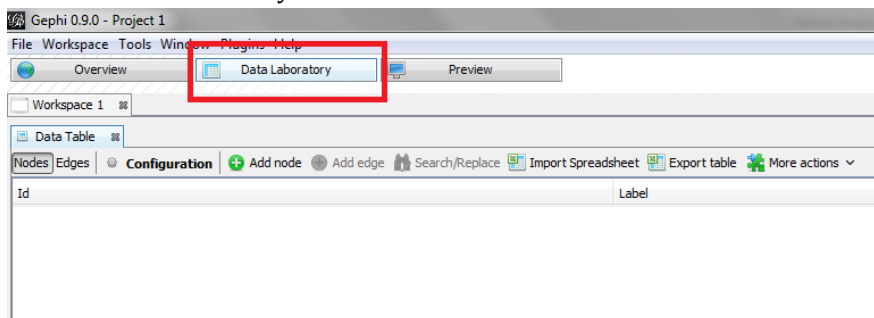 Gephi 0.9.0 - Project 1
File Workspace Tools Window Plugins Help
Overview Data Laboratory Preview
Workspace 1
Data Table
Nodes Edges Configuration Add node Add edge Search/Replace Import Spreadsheet Export table More actions
Id Label